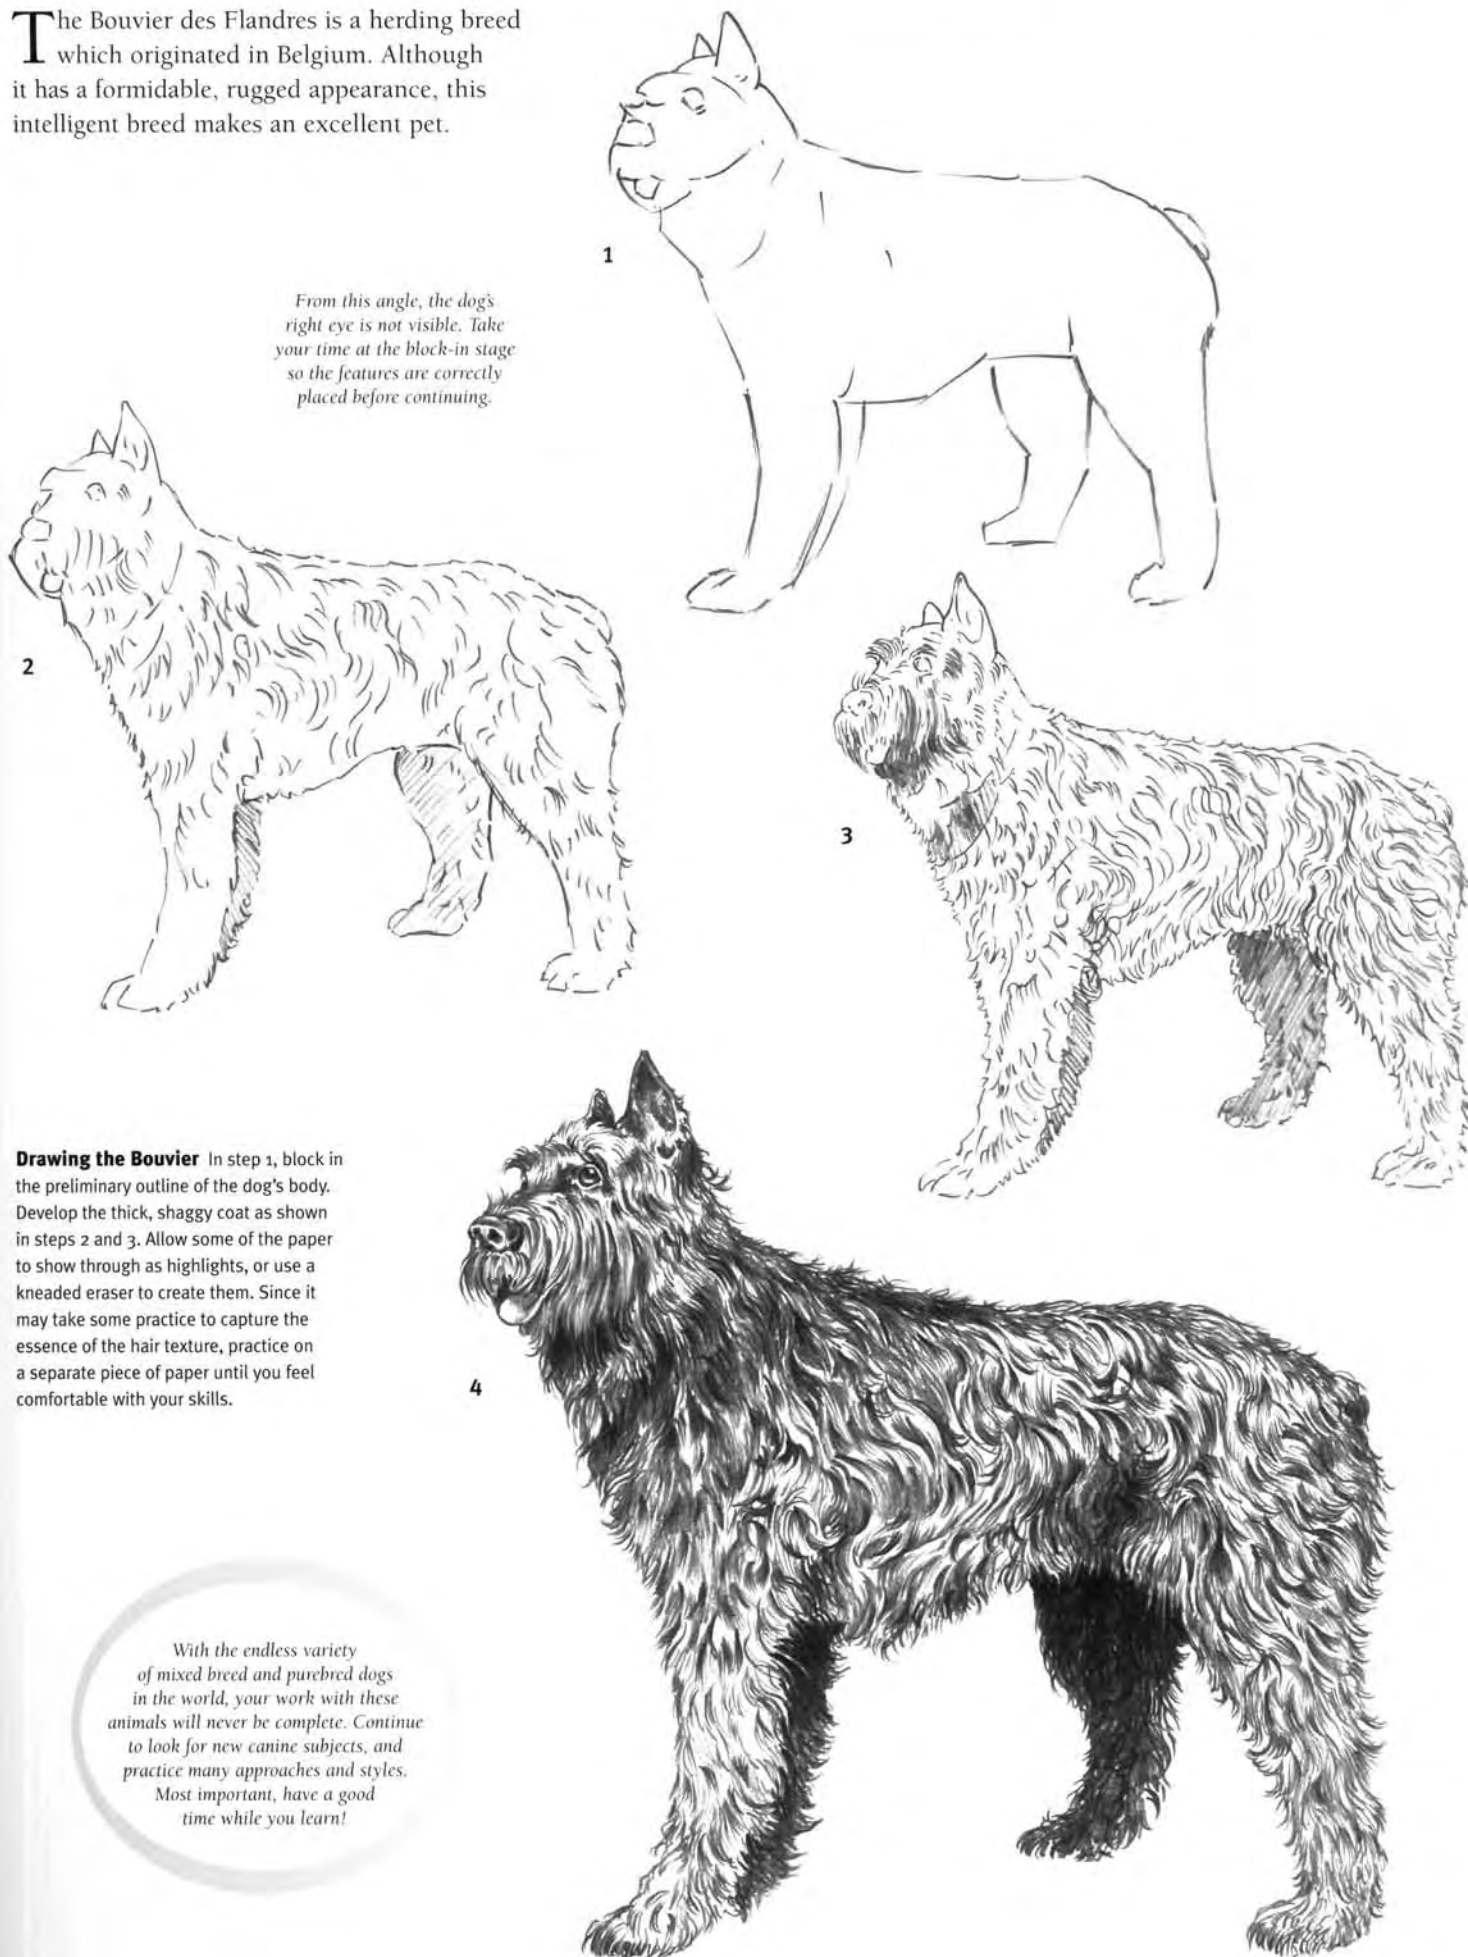 The Bouvier des Flandres is a herding breed
which originated in Belgium. Although
it has a formidable, rugged appearance, this
intelligent breed makes an excellent pet.
1
From this angle, the dog's
right eye is not visible. Take
your time at the block-in stage
so the features are correctly
placed before continuing.
2
3
Drawing the Bouvier In step 1, block in
the preliminary outline of the dog's body.
Develop the thick, shaggy coat as shown
in steps 2 and 3. Allow some of the paper
to show through as highlights, or use a
kneaded eraser to create them. Since it
may take some practice to capture the
essence of the hair texture, practice on
a separate piece of paper until you feel
comfortable with your skills.
4
With the endless variety
of mixed breed and purebred dogs
in the world, your work with these
animals will never be complete. Continue
to look for new canine subjects, and
practice many approaches and styles.
Most important, have a good
time while you learn!